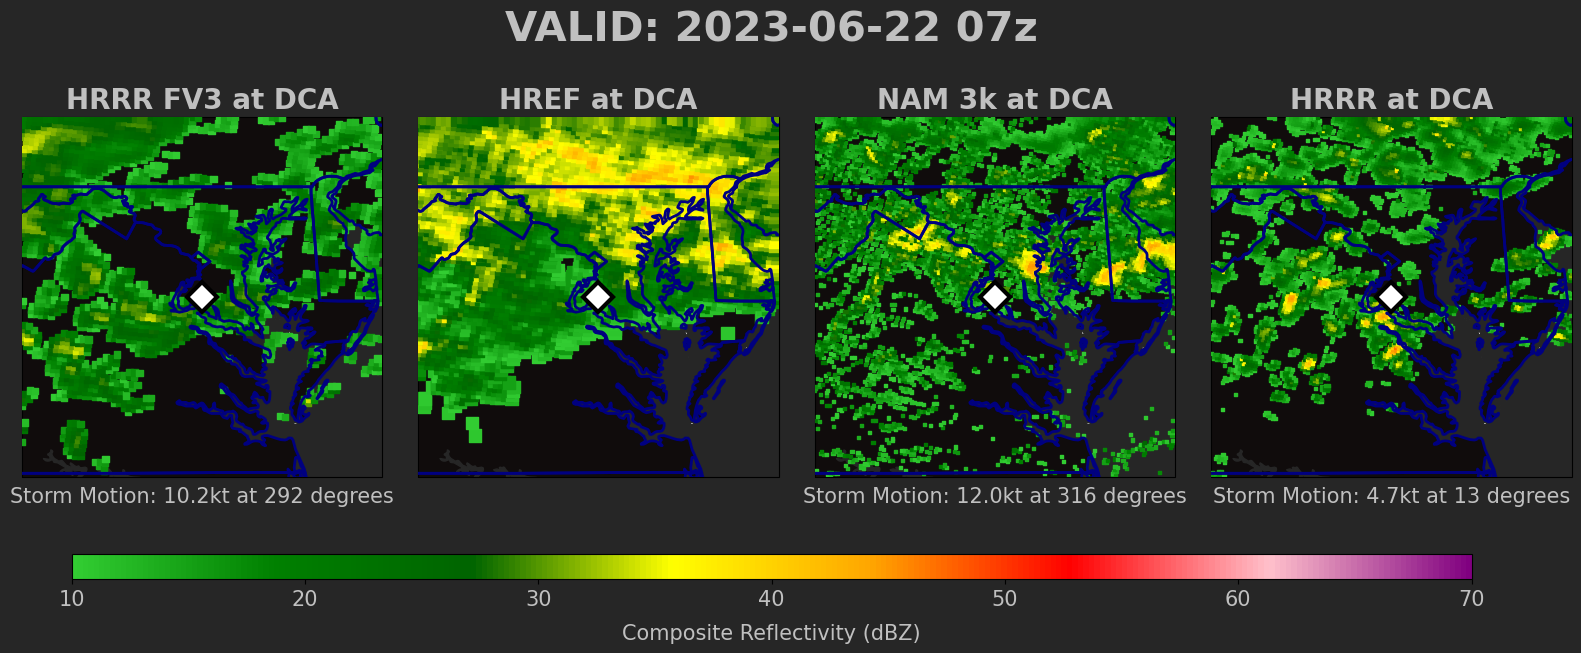 VALID: 2023-06-22 07z
HRRR FV3 at DCA
HREF at DCA
NAM 3k at DCA
HRRR at DCA
Storm Motion: 10.2kt at 292 degrees
Storm Motion: 12.0kt at 316 degrees
Storm Motion: 4.7kt at 13 degrees
10 20 30 40 50 60 70
Composite Reflectivity (dBZ)